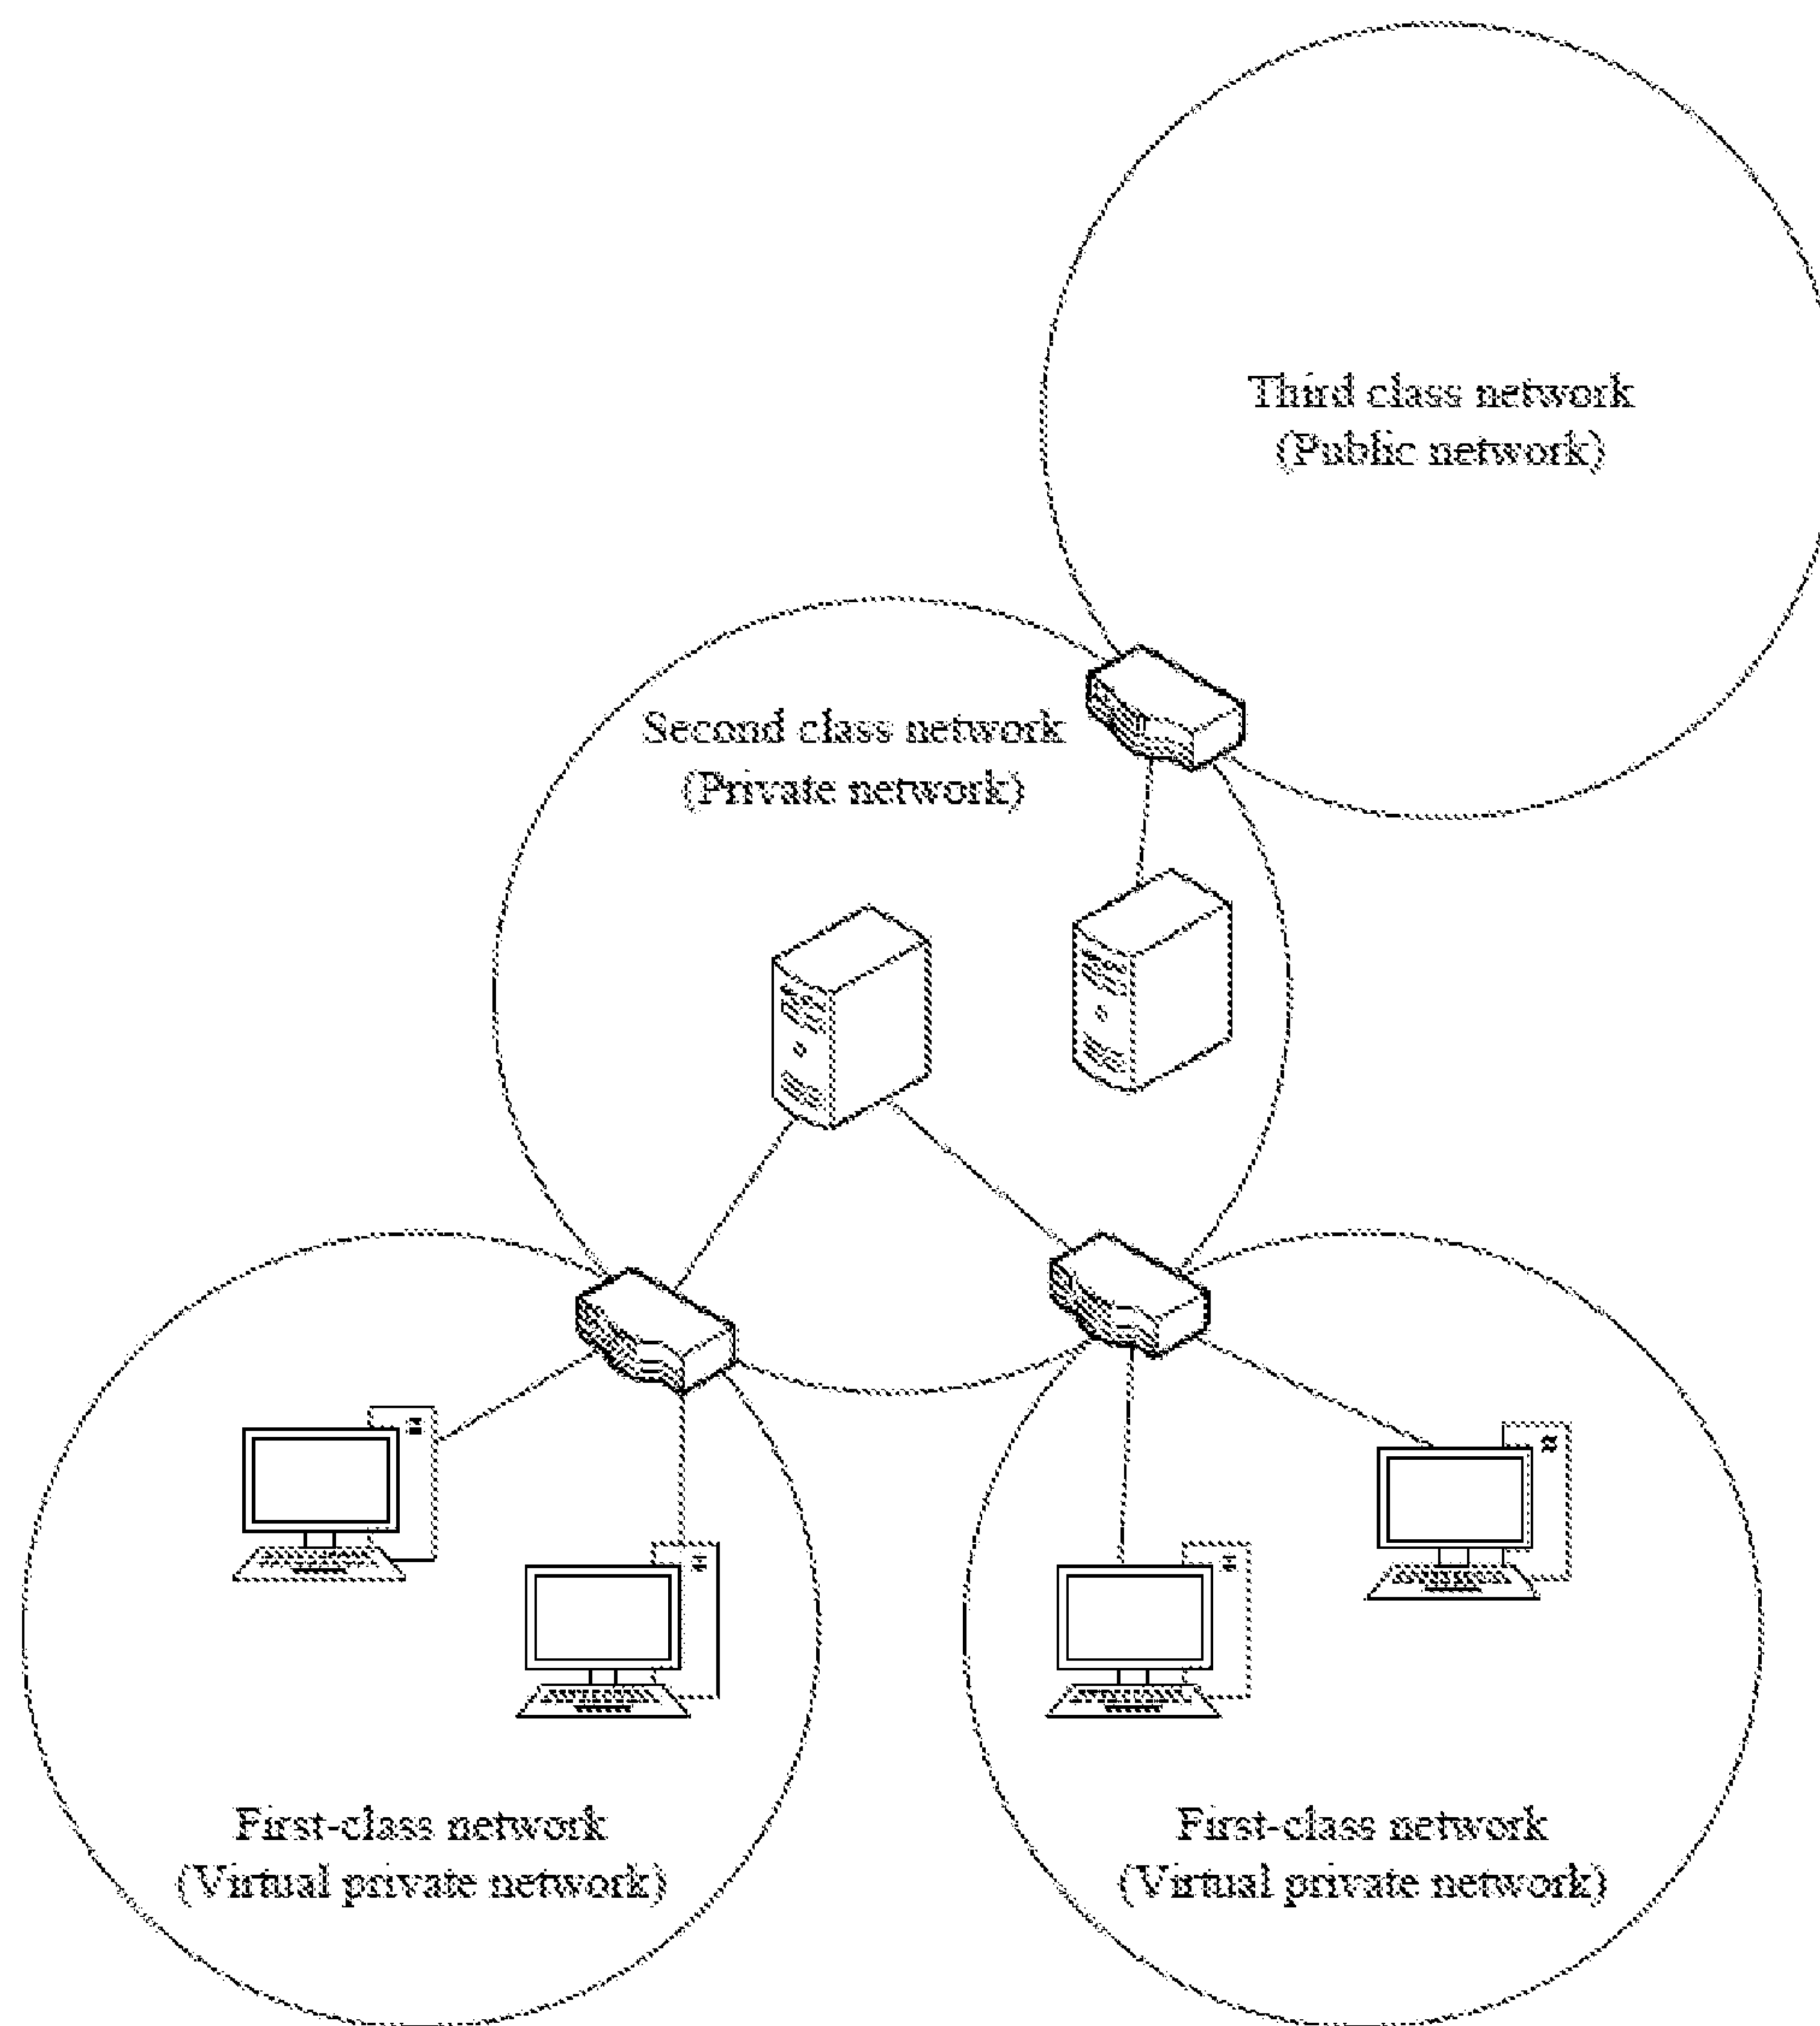 Third class network
(Public network)
Second class network
(Private network)
First-class network
(Virtual private network)
First-class network
(Virtual private network)